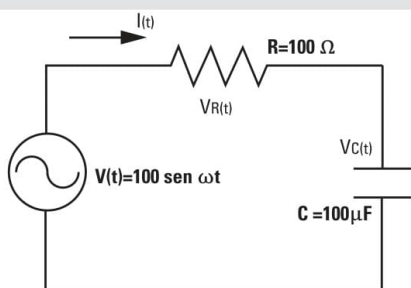 I(t)
R=100 Ω
VR(t)
VC(t)
V(t)=100 sen ωt
C =100μF